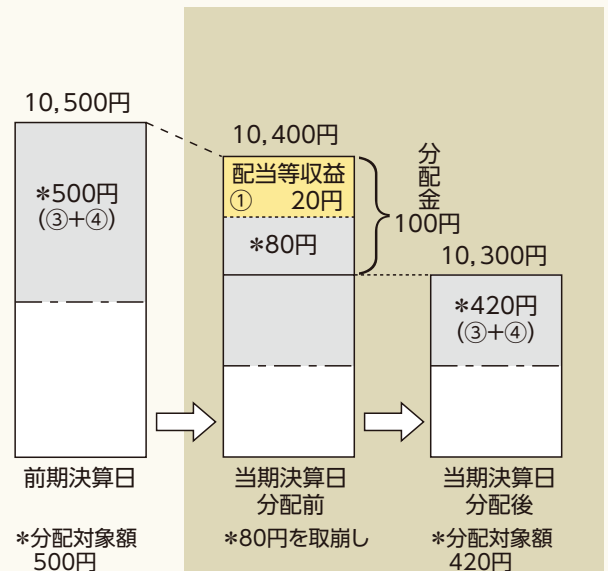 10,500円
*500円
(③+④)
前期決算日
*分配対象額
500円
10,400円
配当等収益
① 20円
*80円
分配金
100円
当期決算日
分配前
*80円を取崩し
10,300円
*420円
(③+④)
当期決算日
分配後
*分配対象額
420円